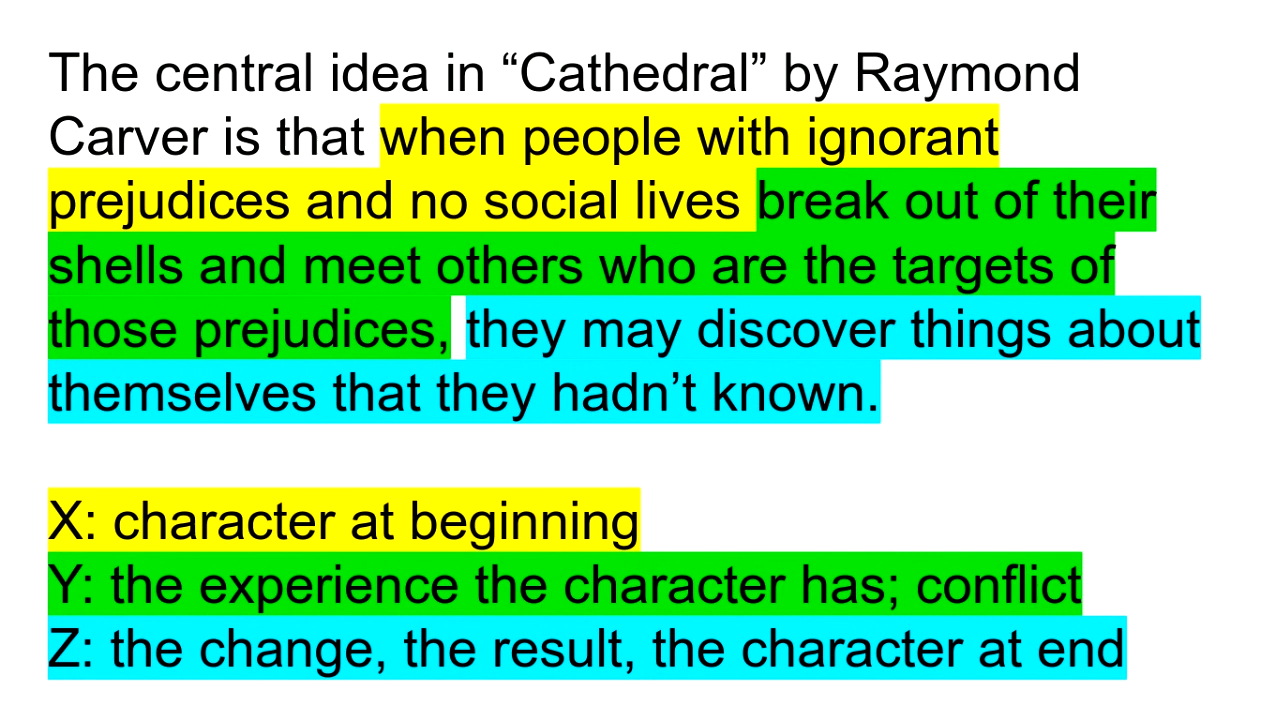 The central idea in “Cathedral” by Raymond
Carver is that when people with ignorant
prejudices and no social lives break out of their
shells and meet others who are the targets of
those prejudices, they may discover things about
themselves that they hadn’t known.
X: character at beginning
Y: the experience the character has; conflict
Z: the change, the result, the character at end